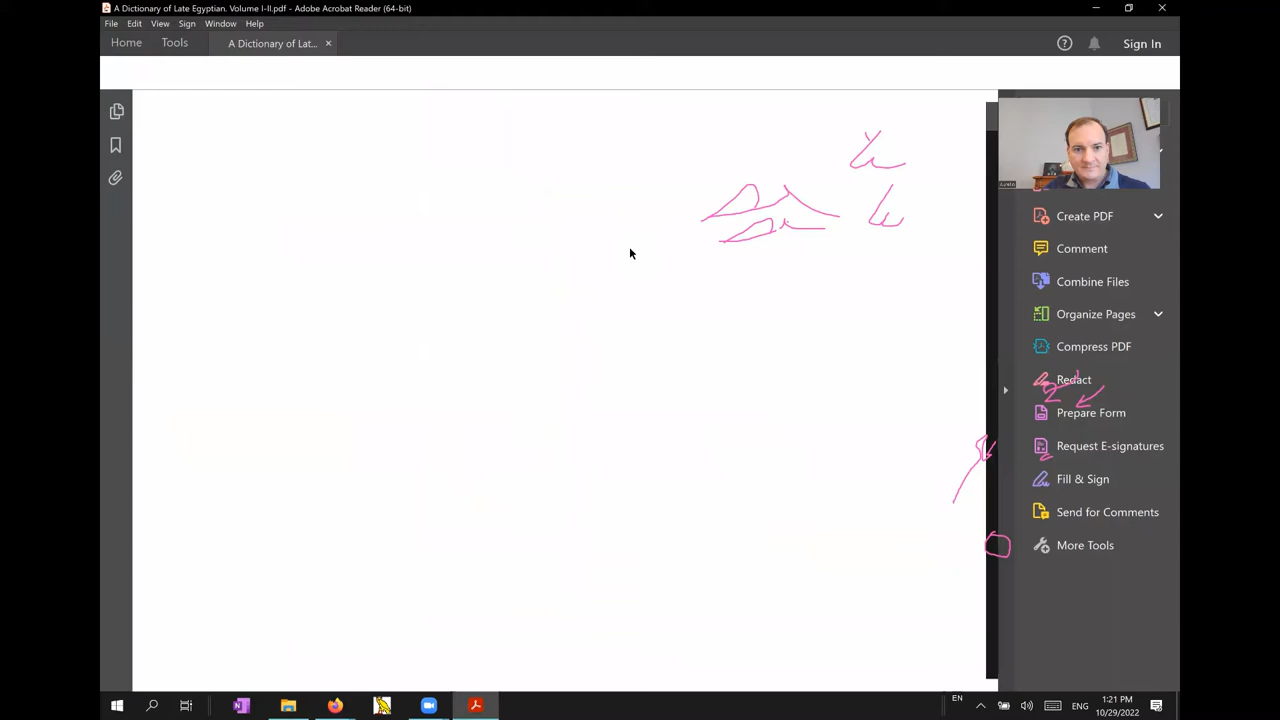 A Dictionary of Late Egyptian. Volume I-II.pdf - Adobe Acrobat Reader (64-bit)
File Edit View Sign Window Help
Home Tools A Dictionary of Lat... × Sign In
Create PDF
Comment
Combine Files
Organize Pages
Compress PDF
Redact
Prepare Form
Request E-signatures
Fill & Sign
Send for Comments
More Tools
EN ENG 1:21 PM
10/29/2022